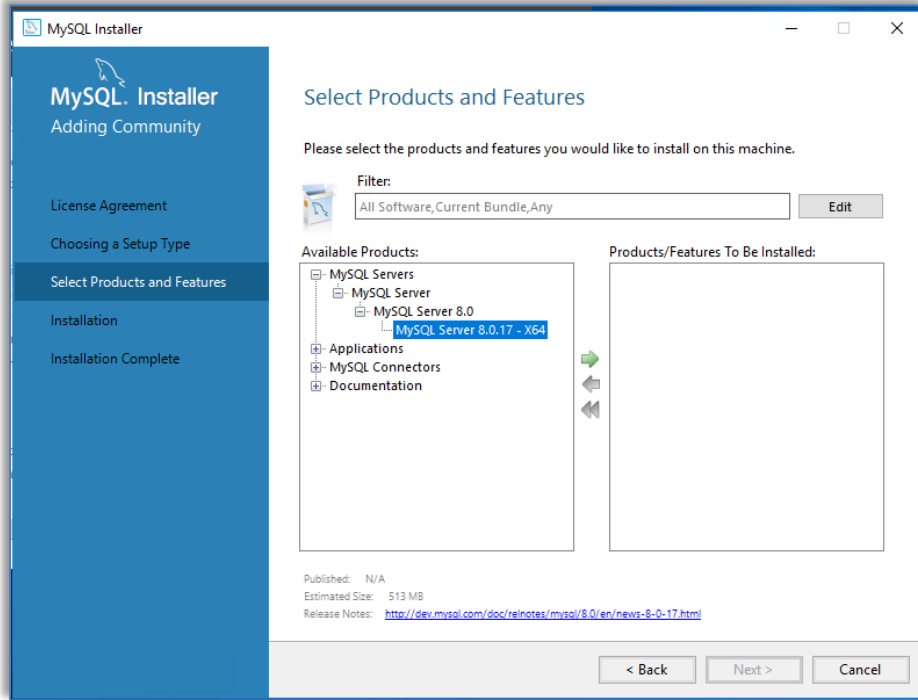 MySQL Installer
MySQL. Installer
Adding Community
License Agreement
Choosing a Setup Type
Select Products and Features
Installation
Installation Complete
Select Products and Features
Please select the products and features you would like to install on this machine.
Filter:
All Software,Current Bundle,Any
Edit
Available Products:
MySQL Servers
MySQL Server
MySQL Server 8.0
MySQL Server 8.0.17 - X64
Applications
MySQL Connectors
Documentation
Products/Features To Be Installed:
Published: N/A
Estimated Size: 513 MB
Release Notes: http://dev.mysql.com/doc/relnotes/mysql/8.0/en/news-8-0-17.html
< Back
Next >
Cancel